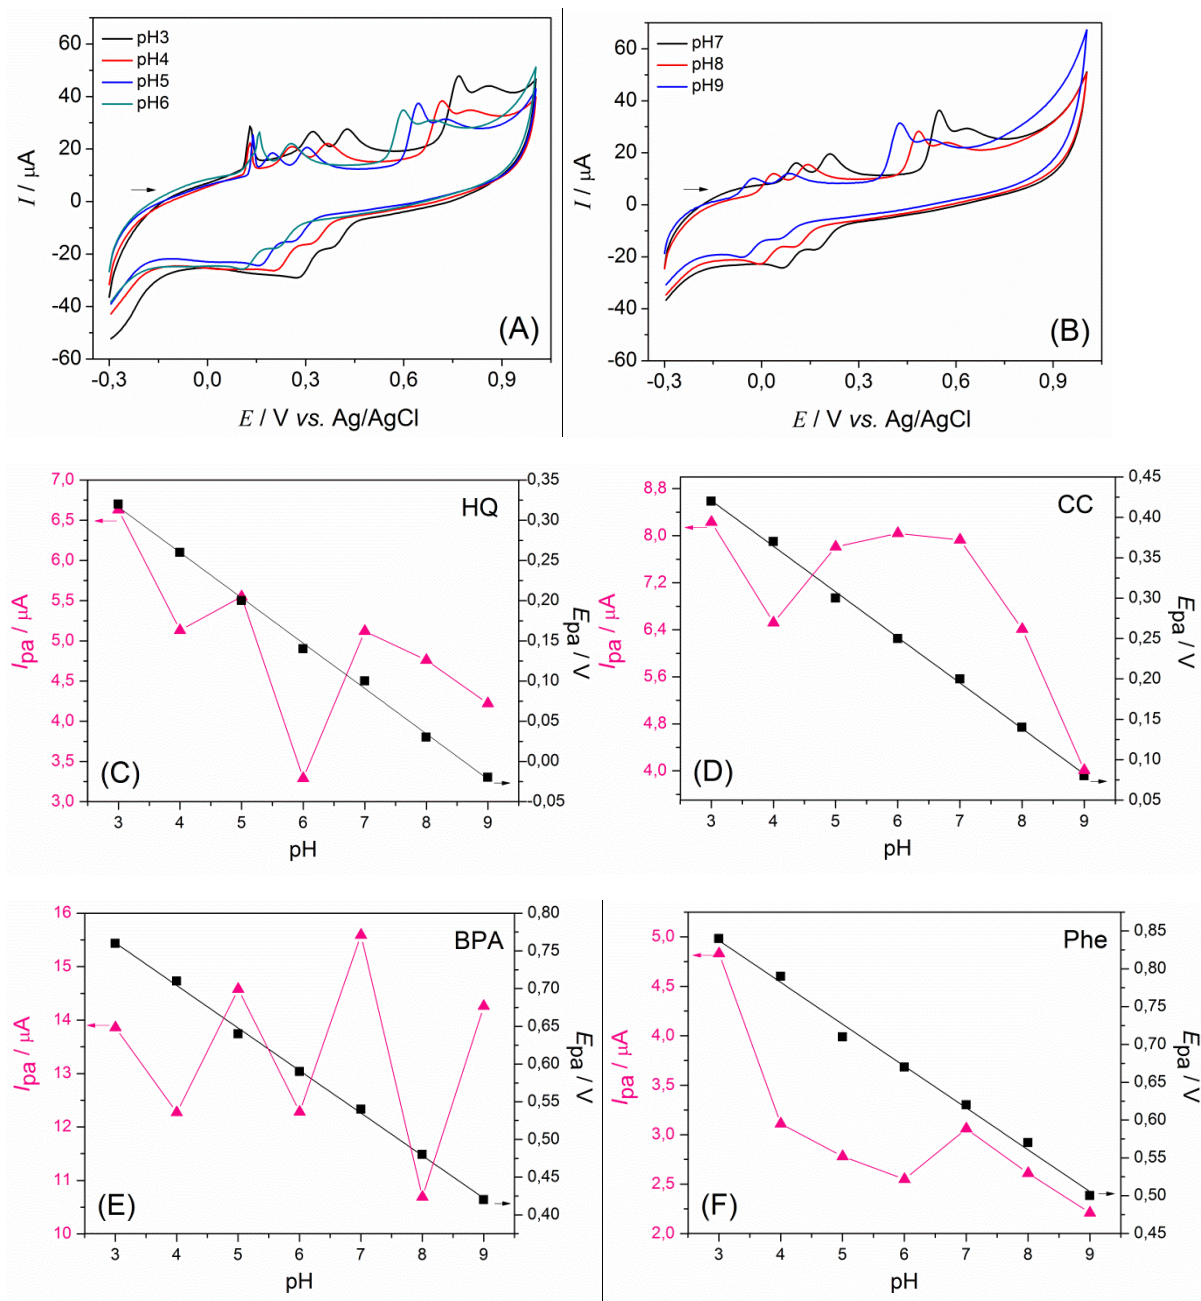 pH3
pH4
pH5
pH6
60
40
20
0
-20
-40
-60
I / μA
(A)
-0,3 0,0 0,3 0,6 0,9
E / V vs. Ag/AgCl
pH7
pH8
pH9
60
40
20
0
-20
-40
-60
I / μA
(B)
-0,3 0,0 0,3 0,6 0,9
E / V vs. Ag/AgCl
HQ
7,0
6,5
6,0
5,5
5,0
4,5
4,0
3,5
3,0
Ipa / μA
0,35
0,30
0,25
0,20
0,15
0,10
0,05
0,00
-0,05
Epa / V
(C)
3 4 5 6 7 8 9
pH
CC
8,8
8,0
7,2
6,4
5,6
4,8
4,0
Ipa / μA
0,45
0,40
0,35
0,30
0,25
0,20
0,15
0,10
0,05
Epa / V
(D)
3 4 5 6 7 8 9
pH
BPA
16
15
14
13
12
11
10
Ipa / μA
0,80
0,75
0,70
0,65
0,60
0,55
0,50
0,45
0,40
Epa / V
(E)
3 4 5 6 7 8 9
pH
Phe
5,0
4,5
4,0
3,5
3,0
2,5
2,0
Ipa / μA
0,85
0,80
0,75
0,70
0,65
0,60
0,55
0,50
0,45
Epa / V
(F)
3 4 5 6 7 8 9
pH